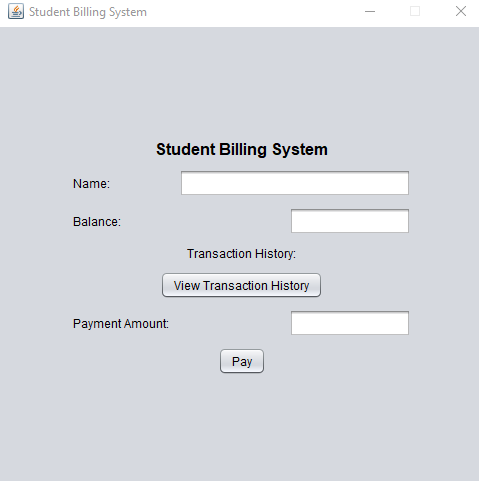 Student Billing System
Student Billing System
Name:
Balance:
Transaction History:
View Transaction History
Payment Amount:
Pay